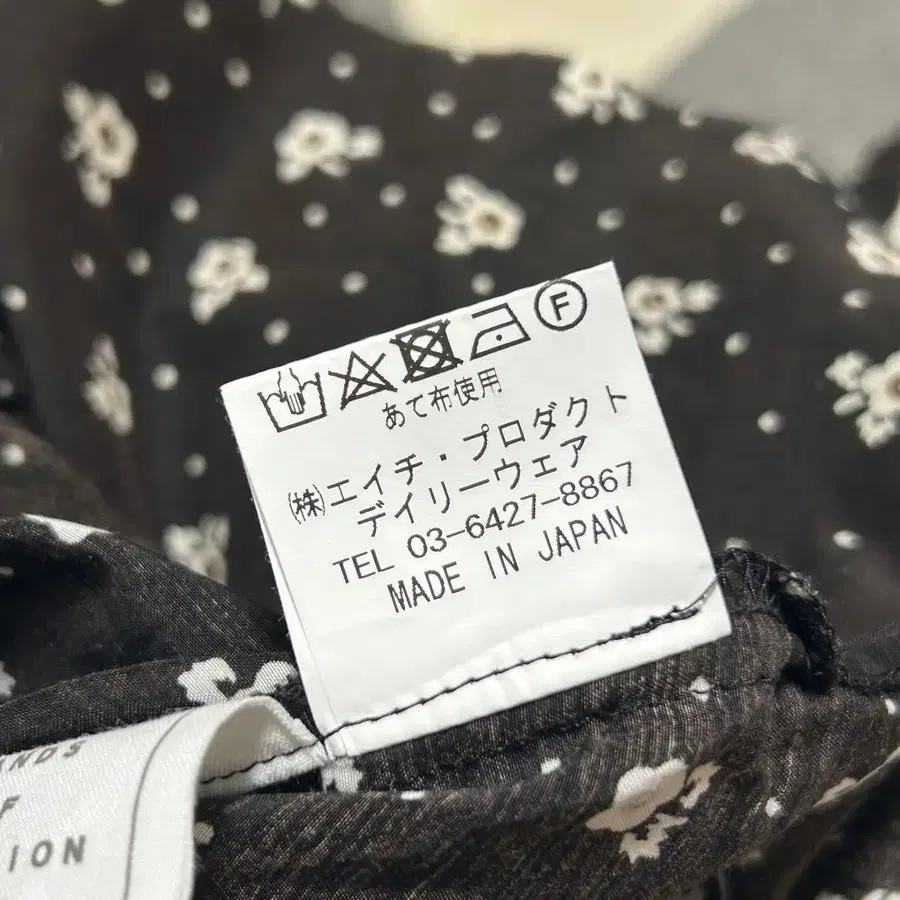 F
あて布使用
㈱エイチ・プロダクト
デイリーウェア
TEL 03-6427-8867
MADE IN JAPAN